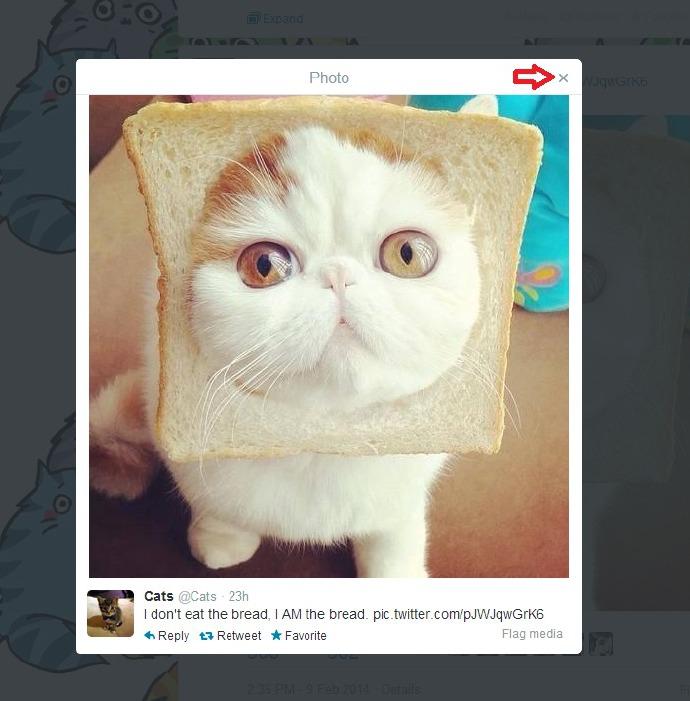 Expand
Photo
×
Cats @Cats · 23h
I don't eat the bread, I AM the bread. pic.twitter.com/pJWJqwGrK6
Reply Retweet Favorite
Flag media
2:35 PM - 9 Feb 2014 · Details